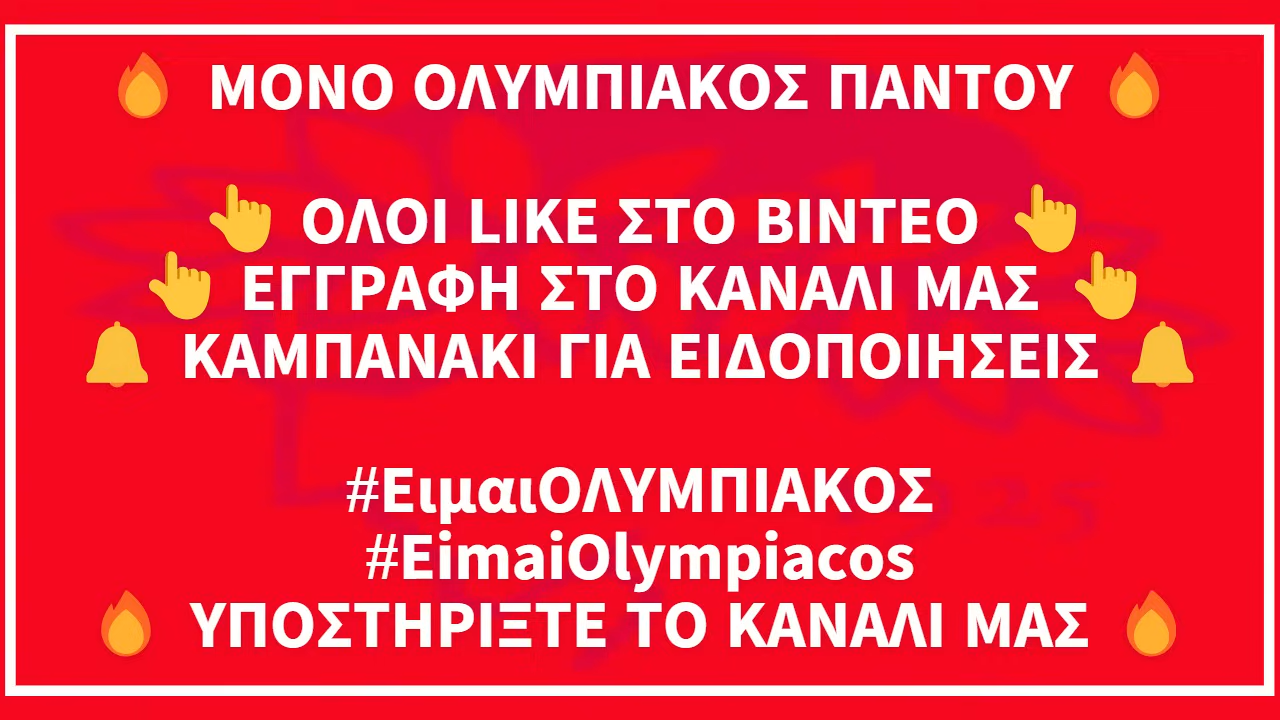 🔥 ΜΟΝΟ ΟΛΥΜΠΙΑΚΟΣ ΠΑΝΤΟΥ 🔥
👆 ΟΛΟΙ LIKE ΣΤΟ ΒΙΝΤΕΟ 👆
👆 ΕΓΓΡΑΦΗ ΣΤΟ ΚΑΝΑΛΙ ΜΑΣ 👆
🔔 ΚΑΜΠΑΝΑΚΙ ΓΙΑ ΕΙΔΟΠΟΙΗΣΕΙΣ 🔔
#ΕιμαιΟΛΥΜΠΙΑΚΟΣ
#EimaiOlympiacos
🔥 ΥΠΟΣΤΗΡΙΞΤΕ ΤΟ ΚΑΝΑΛΙ ΜΑΣ 🔥